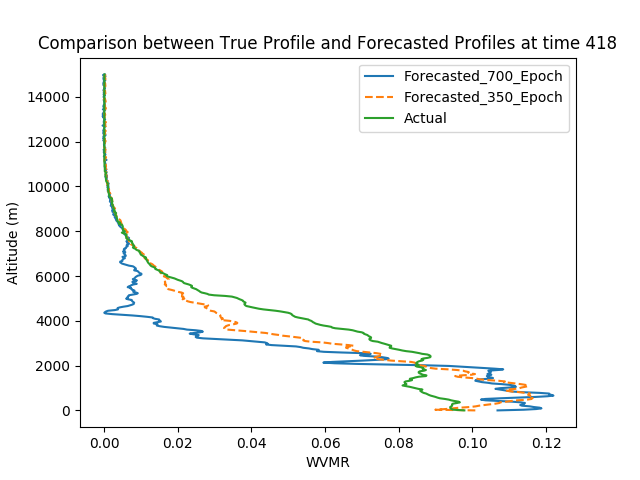 Comparison between True Profile and Forecasted Profiles at time 418
Forecasted_700_Epoch
Forecasted_350_Epoch
Actual
Altitude (m)
14000
12000
10000
8000
6000
4000
2000
0
0.00 0.02 0.04 0.06 0.08 0.10 0.12
WVMR